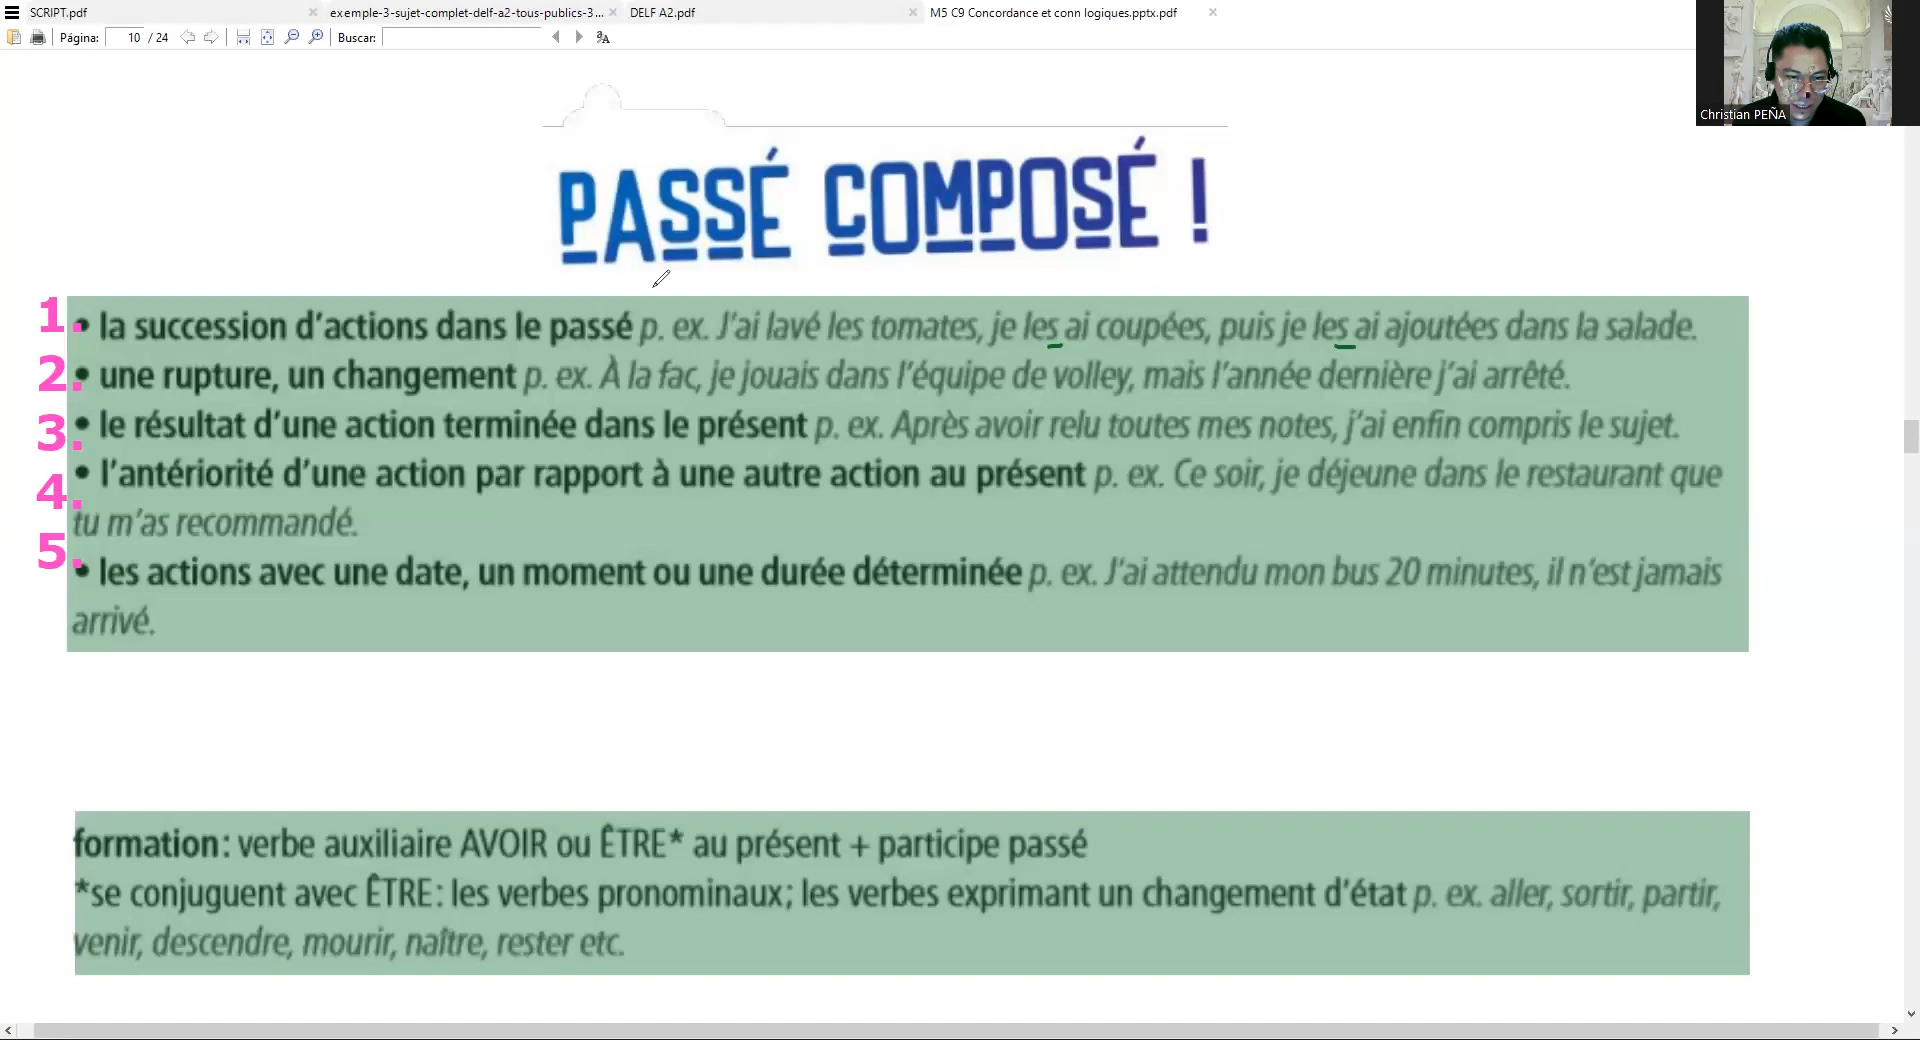 SCRIPT.pdf
exemple-3-sujet-complet-delf-a2-tous-publics-3...
DELF A2.pdf
M5 C9 Concordance et conn logiques.pptx.pdf
Página: 10 / 24
Buscar:
Christian PEÑA
PASSÉ COMPOSÉ !
1. • la succession d'actions dans le passé p. ex. J'ai lavé les tomates, je les ai coupées, puis je les ai ajoutées dans la salade.
2. • une rupture, un changement p. ex. À la fac, je jouais dans l'équipe de volley, mais l'année dernière j'ai arrêté.
3. • le résultat d'une action terminée dans le présent p. ex. Après avoir relu toutes mes notes, j'ai enfin compris le sujet.
4. • l'antériorité d'une action par rapport à une autre action au présent p. ex. Ce soir, je déjeune dans le restaurant que
tu m'as recommandé.
5. • les actions avec une date, un moment ou une durée déterminée p. ex. J'ai attendu mon bus 20 minutes, il n'est jamais
arrivé.
formation : verbe auxiliaire AVOIR ou ÊTRE* au présent + participe passé
*se conjuguent avec ÊTRE : les verbes pronominaux ; les verbes exprimant un changement d'état p. ex. aller, sortir, partir,
venir, descendre, mourir, naître, rester etc.